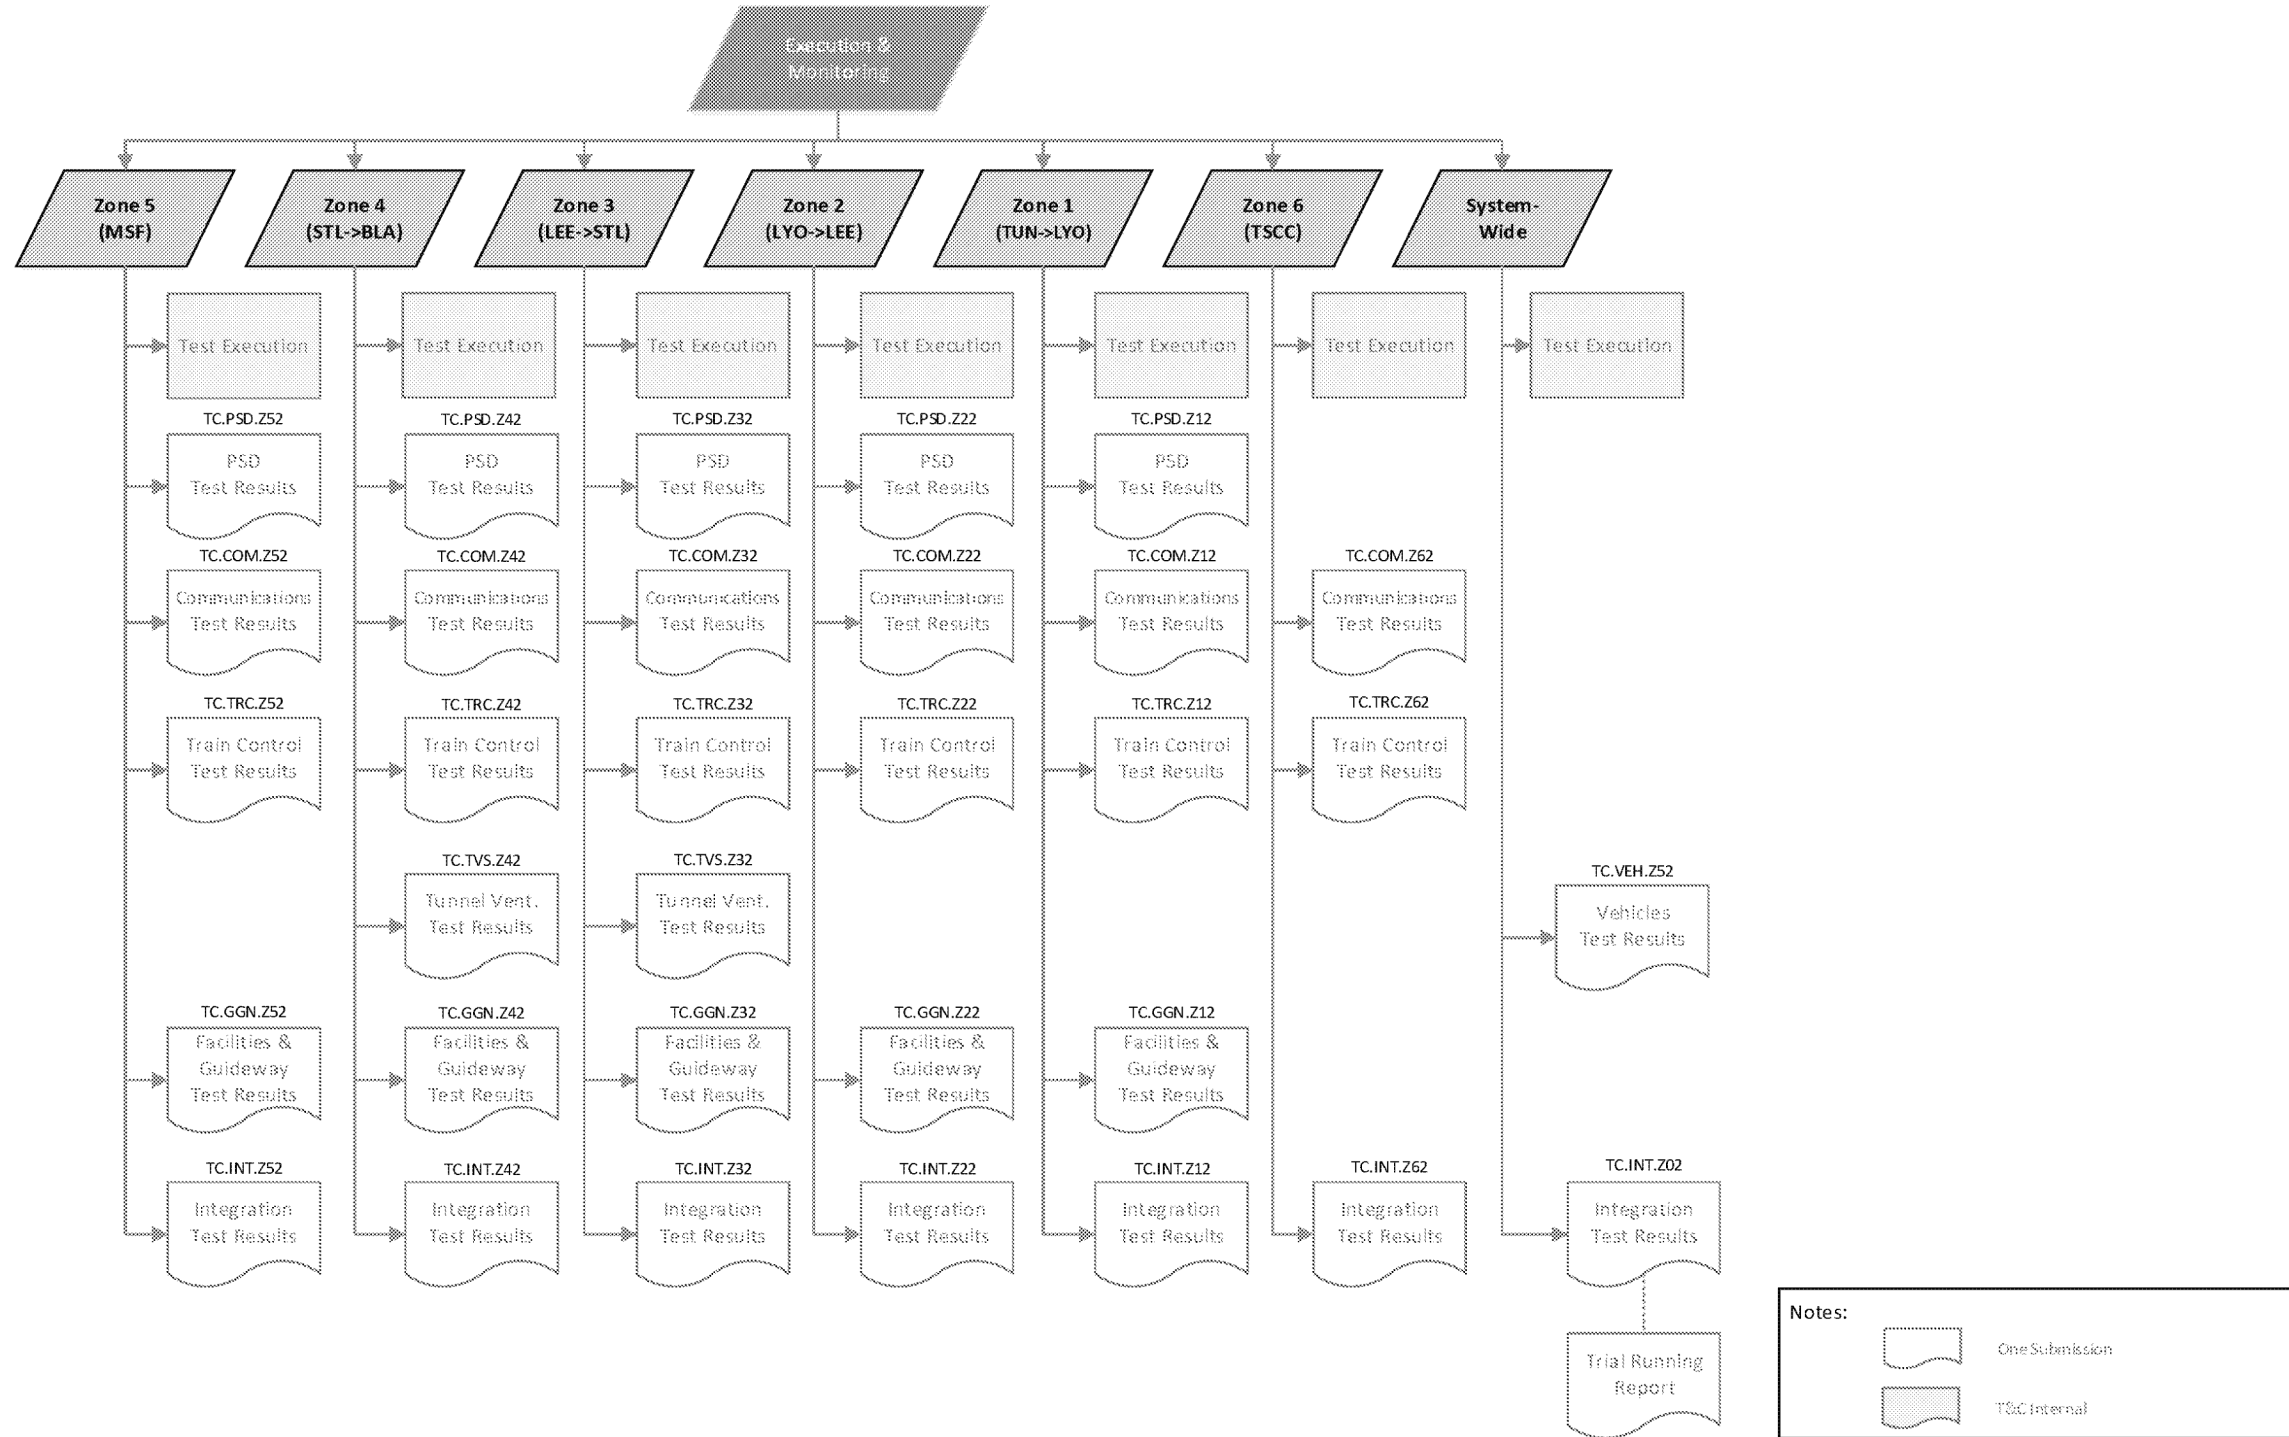 Execution &
Monitoring
Zone 5
(MSF)
Zone 4
(STL->BLA)
Zone 3
(LEE->STL)
Zone 2
(LYO->LEE)
Zone 1
(TUN->LYO)
Zone 6
(TSCC)
System-
Wide
Test Execution
Test Execution
Test Execution
Test Execution
Test Execution
Test Execution
Test Execution
TC.PSD.Z52
PSD
Test Results
TC.PSD.Z42
PSD
Test Results
TC.PSD.Z32
PSD
Test Results
TC.PSD.Z22
PSD
Test Results
TC.PSD.Z12
PSD
Test Results
TC.COM.Z52
Communications
Test Results
TC.COM.Z42
Communications
Test Results
TC.COM.Z32
Communications
Test Results
TC.COM.Z22
Communications
Test Results
TC.COM.Z12
Communications
Test Results
TC.COM.Z62
Communications
Test Results
TC.TRC.Z52
Train Control
Test Results
TC.TRC.Z42
Train Control
Test Results
TC.TRC.Z32
Train Control
Test Results
TC.TRC.Z22
Train Control
Test Results
TC.TRC.Z12
Train Control
Test Results
TC.TRC.Z62
Train Control
Test Results
TC.TVS.Z42
Tunnel Vent.
Test Results
TC.TVS.Z32
Tunnel Vent.
Test Results
TC.VEH.Z52
Vehicles
Test Results
TC.GGN.Z52
Facilities &
Guideway
Test Results
TC.GGN.Z42
Facilities &
Guideway
Test Results
TC.GGN.Z32
Facilities &
Guideway
Test Results
TC.GGN.Z22
Facilities &
Guideway
Test Results
TC.GGN.Z12
Facilities &
Guideway
Test Results
TC.INT.Z52
Integration
Test Results
TC.INT.Z42
Integration
Test Results
TC.INT.Z32
Integration
Test Results
TC.INT.Z22
Integration
Test Results
TC.INT.Z12
Integration
Test Results
TC.INT.Z62
Integration
Test Results
TC.INT.Z02
Integration
Test Results
Trial Running
Report
Notes:
One Submission
T&C Internal